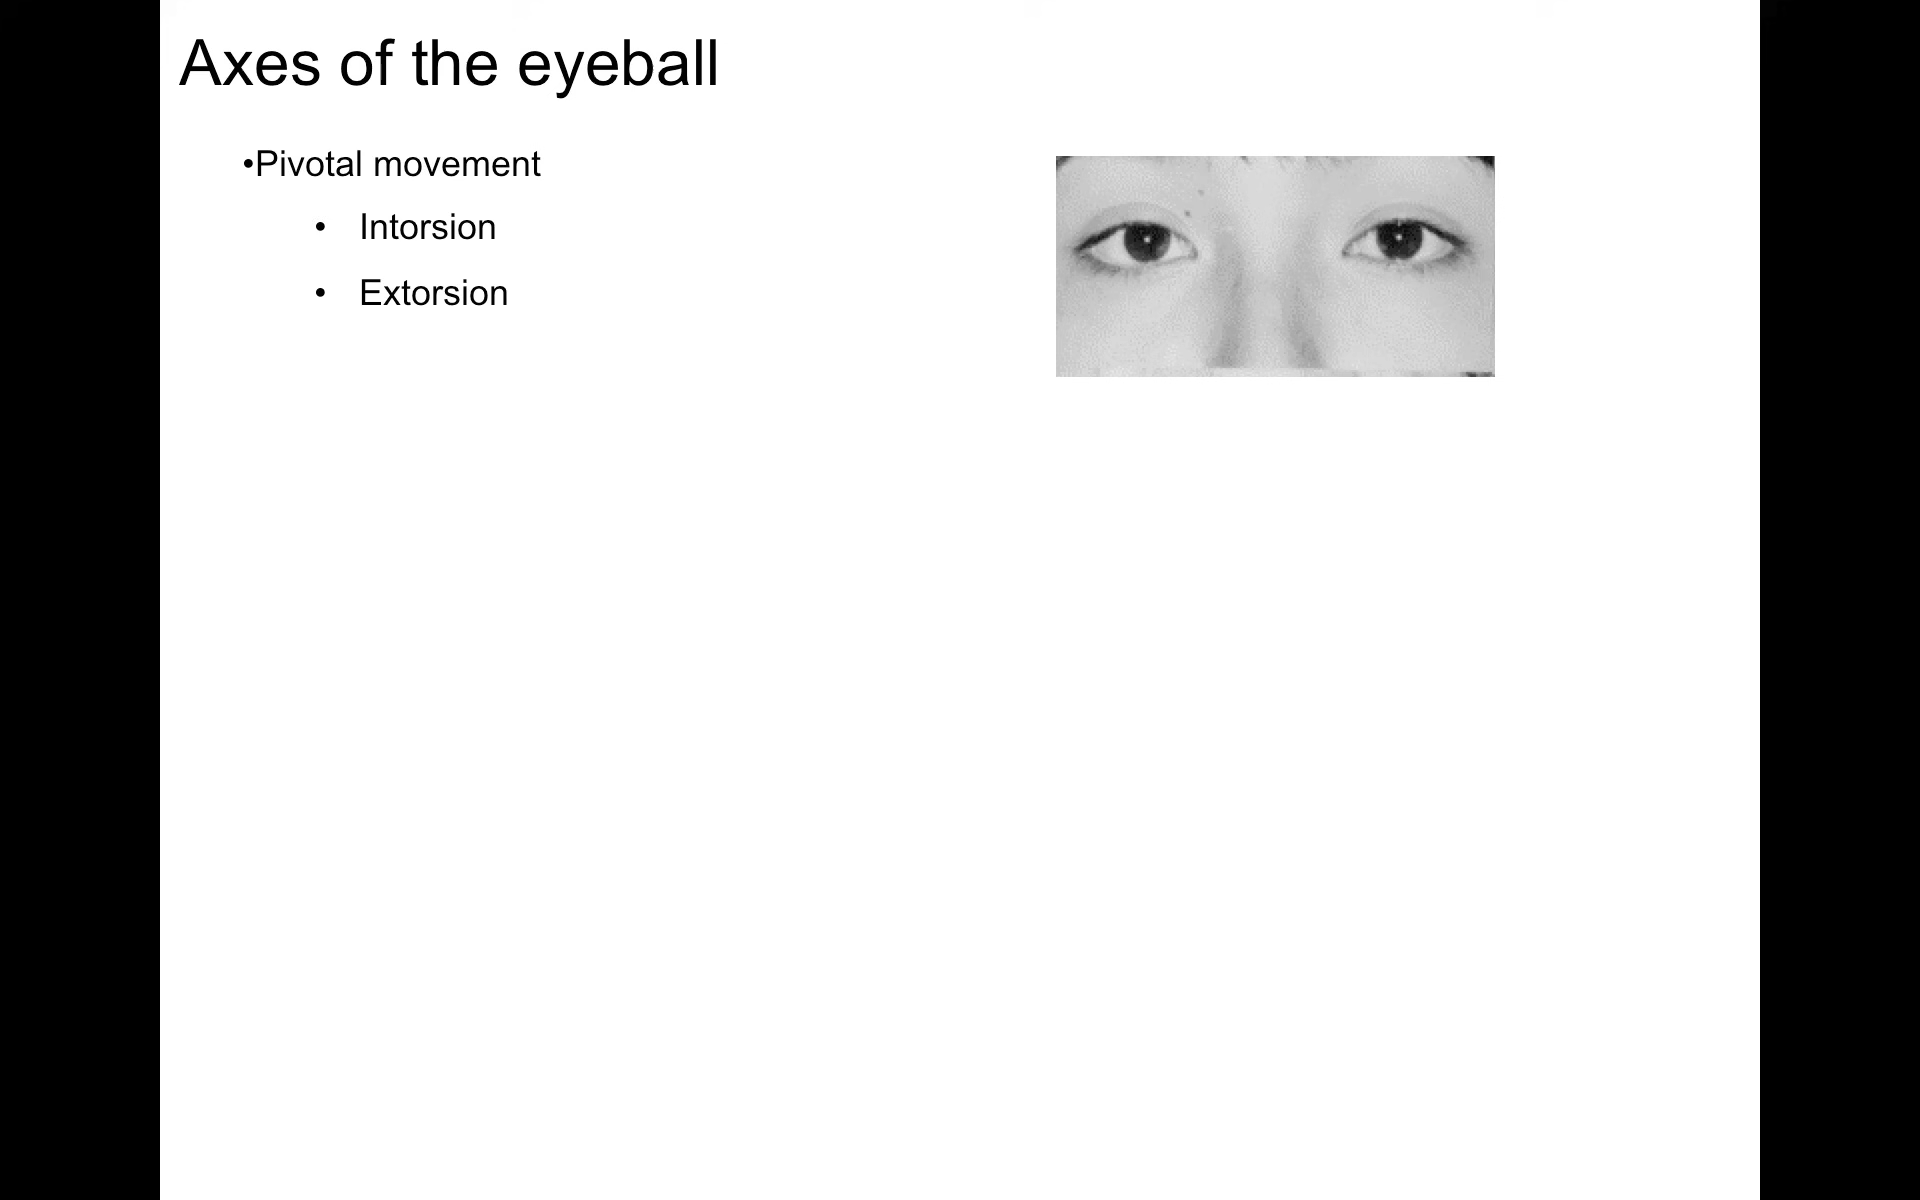 Axes of the eyeball
•Pivotal movement
• Intorsion
• Extorsion